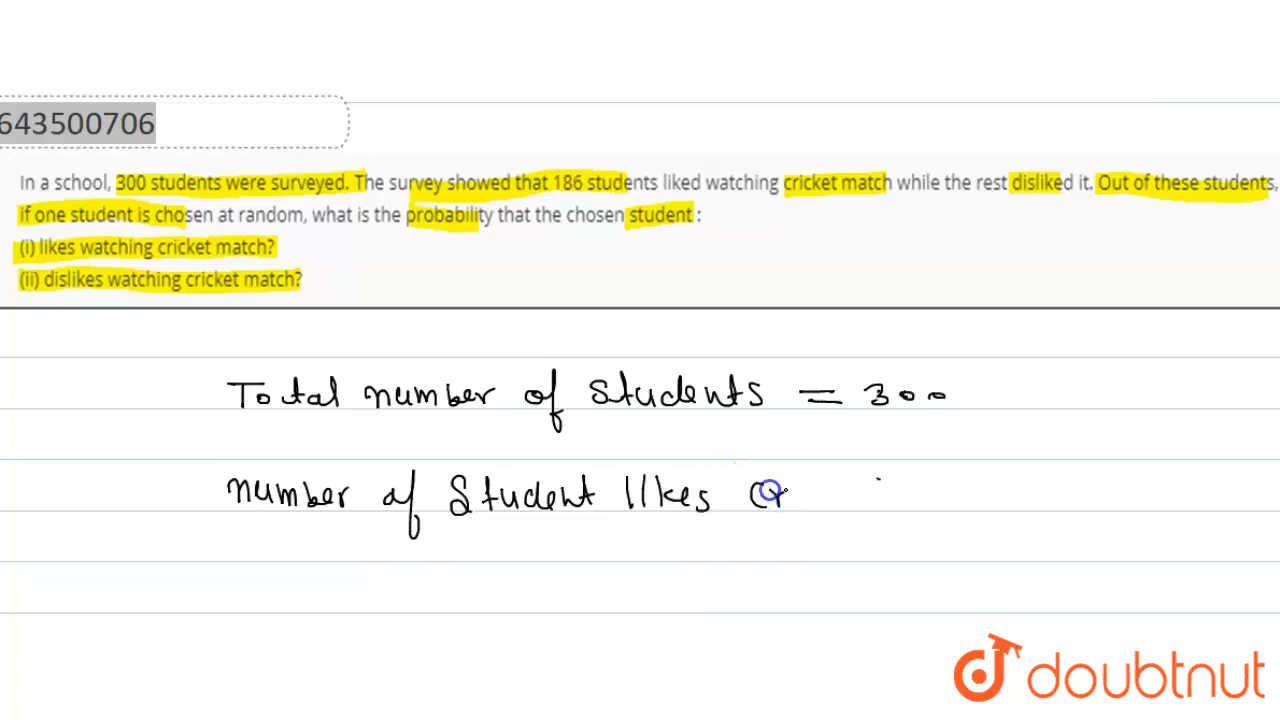 643500706
In a school, 300 students were surveyed. The survey showed that 186 students liked watching cricket match while the rest disliked it. Out of these students,
if one student is chosen at random, what is the probability that the chosen student :
(i) likes watching cricket match?
(ii) dislikes watching cricket match?
Total number of students = 300
number of Student likes Cr
doubtnut